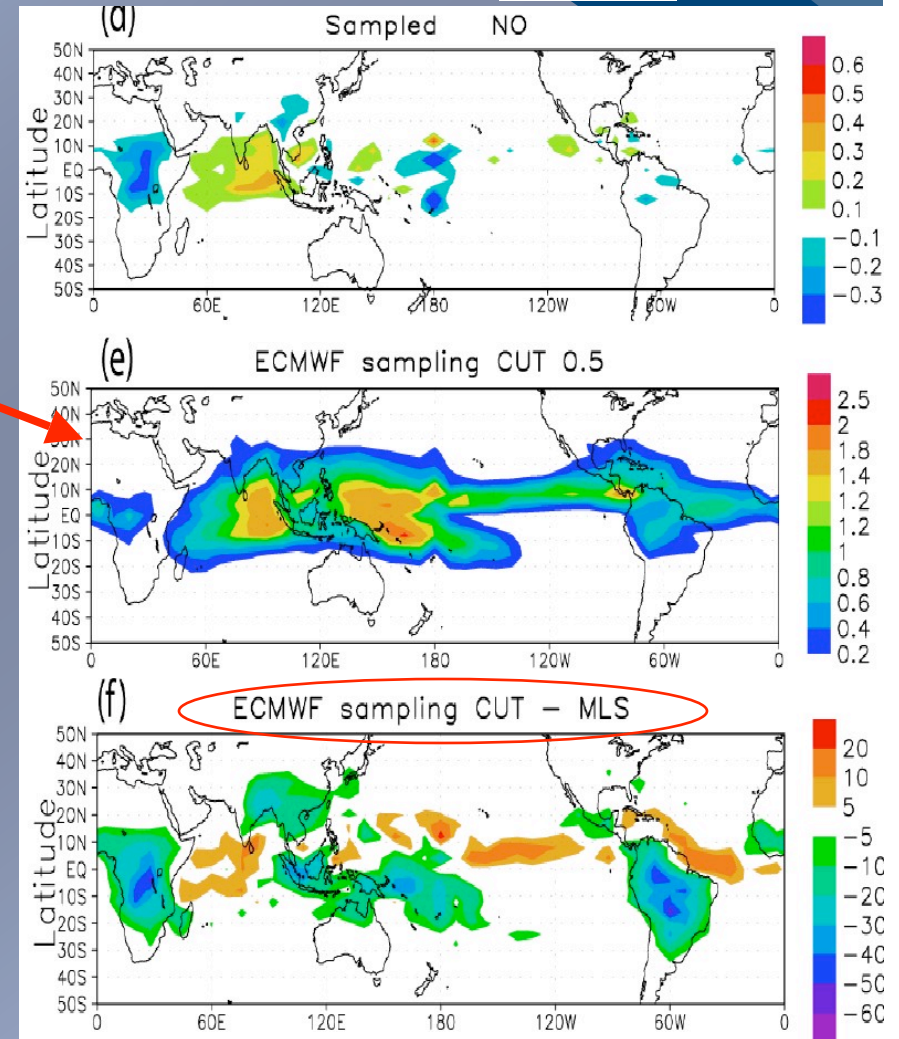 (d) Sampled NO
50N
40N
30N
20N
10N
EQ
10S
20S
30S
40S
50S
Latitude
0 60E 120E 180 120W 60W 0
0.6
0.5
0.4
0.3
0.2
0.1
-0.1
-0.2
-0.3
(e) ECMWF sampling CUT 0.5
50N
40N
30N
20N
10N
EQ
10S
20S
30S
40S
50S
Latitude
0 60E 120E 180 120W 60W 0
2.5
2
1.8
1.4
1.2
1.2
1
0.8
0.6
0.4
0.2
(f) ECMWF sampling CUT - MLS
50N
40N
30N
20N
10N
EQ
10S
20S
30S
40S
50S
Latitude
0 60E 120E 180 120W 60W 0
20
10
5
-5
-10
-20
-30
-40
-50
-60